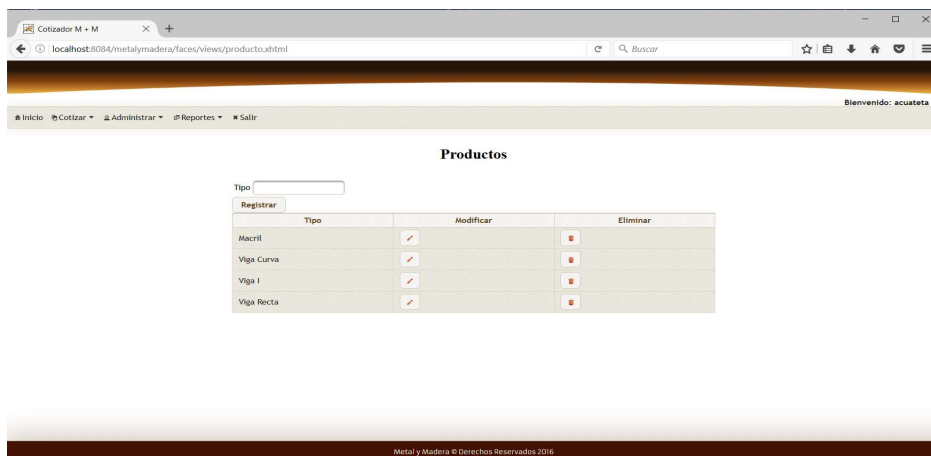 Cotizador M + M
localhost:8084/metalymadera/faces/views/producto.xhtml
Buscar
Bienvenido: acuateta
Inicio Cotizar Administrar Reportes Salir
Productos
Tipo
Registrar
Tipo Modificar Eliminar
Macril
Viga Curva
Viga I
Viga Recta
Metal y Madera © Derechos Reservados 2016